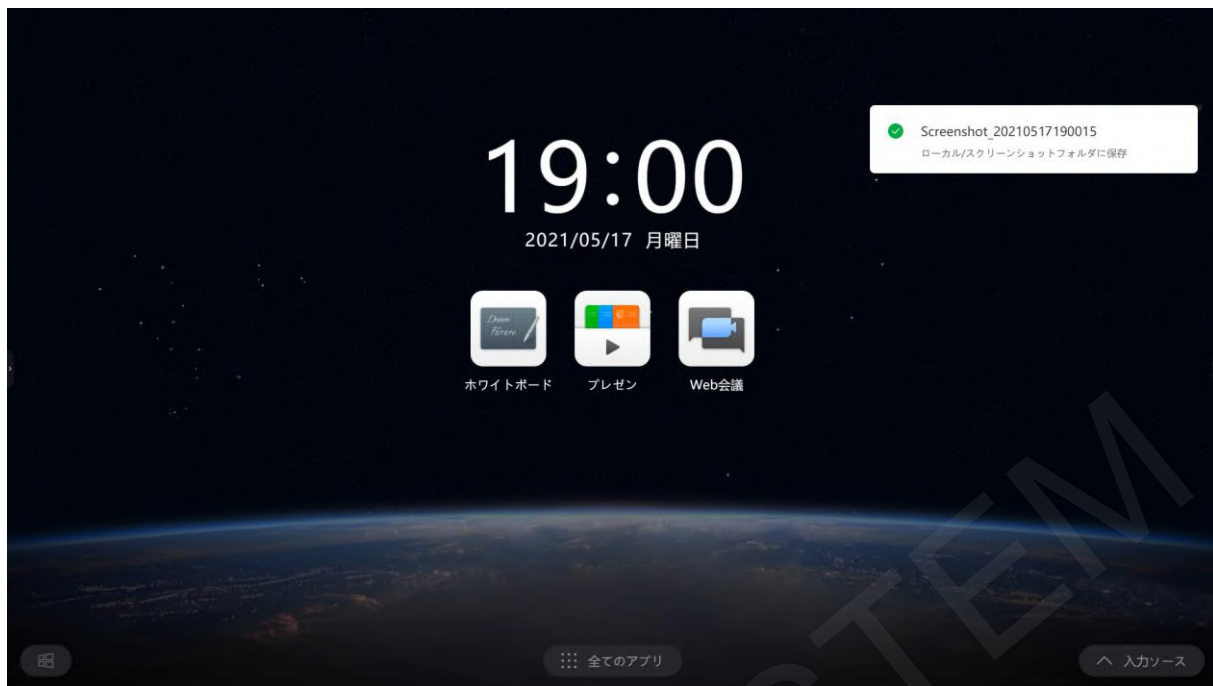 19:00
2021/05/17 月曜日
Screenshot_20210517190015
ローカル/スクリーンショットフォルダに保存
Dream
ホワイトボード
プレゼン
Web会議
全てのアプリ
入力ソース
STEM